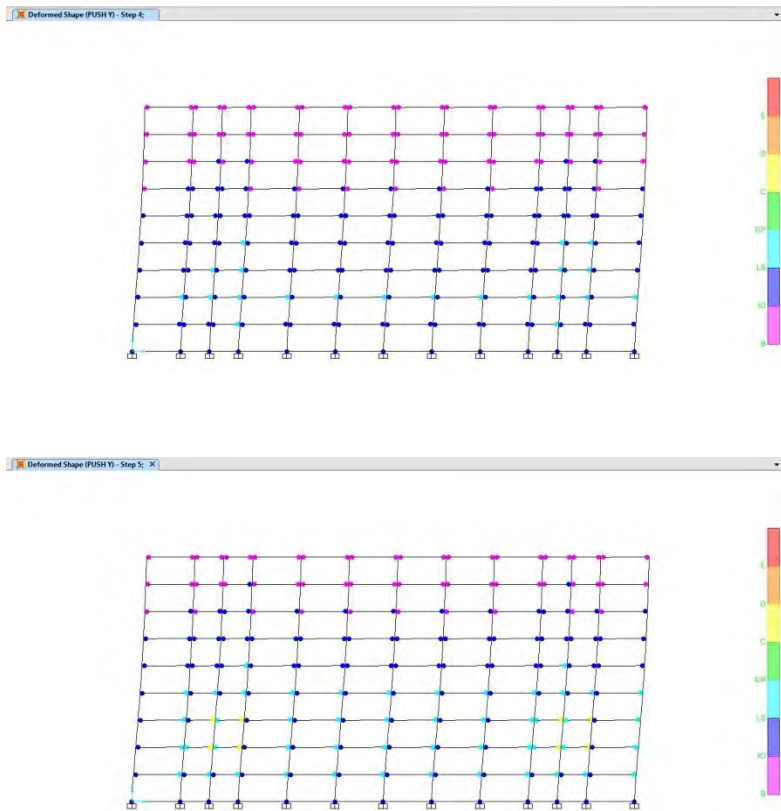 Deformed Shape (PUSH Y) - Step 4;
E
D
C
CP
LS
IO
B
Deformed Shape (PUSH Y) - Step 5;
E
D
C
CP
LS
IO
B